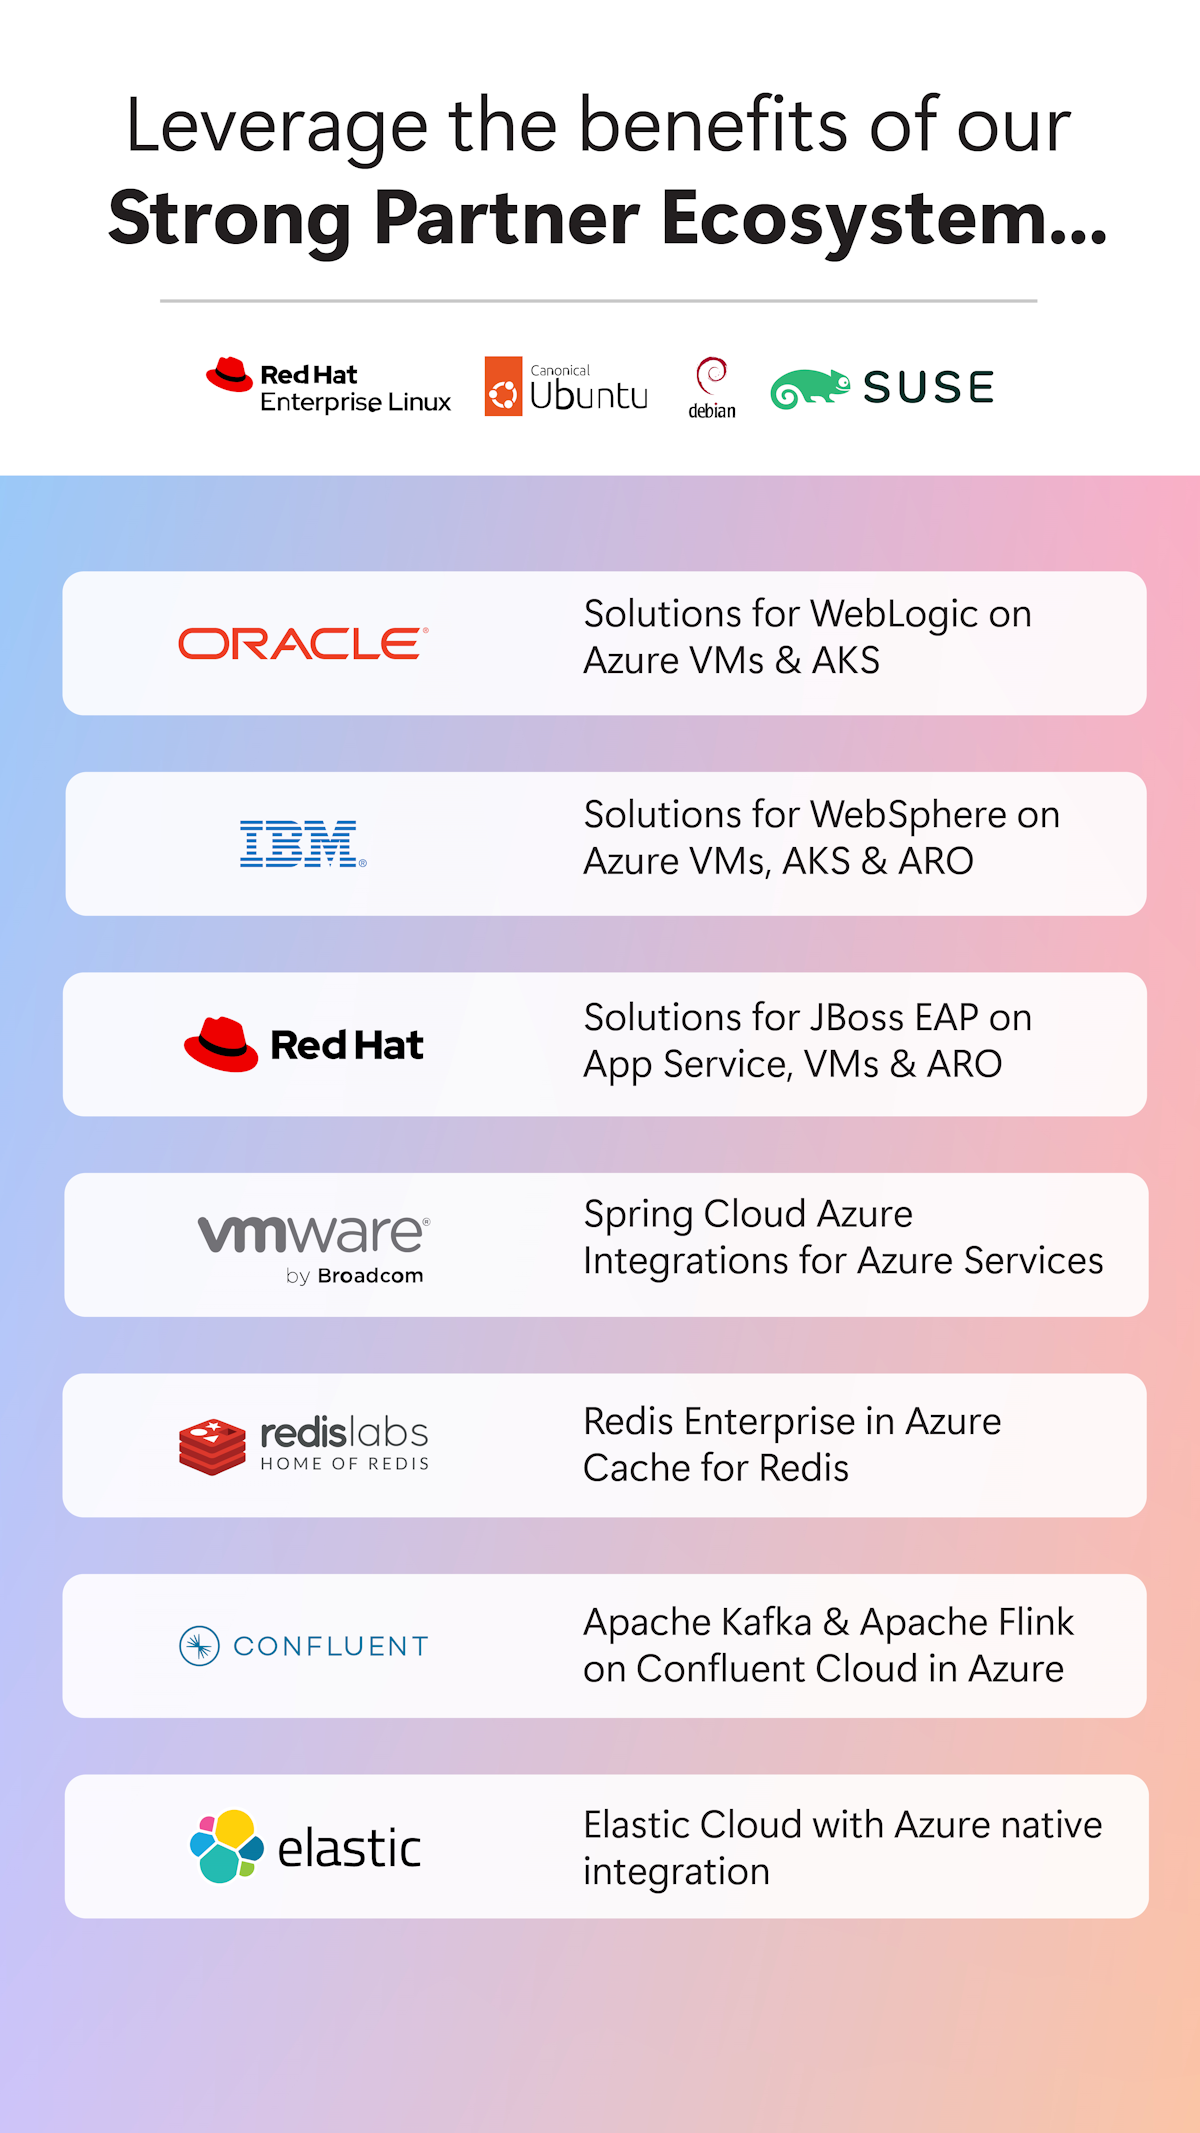 Leverage the benefits of our
Strong Partner Ecosystem...
Red Hat
Enterprise Linux
Canonical
Ubuntu
debian
SUSE
ORACLE®
Solutions for WebLogic on
Azure VMs & AKS
IBM®
Solutions for WebSphere on
Azure VMs, AKS & ARO
Red Hat
Solutions for JBoss EAP on
App Service, VMs & ARO
vmware®
by Broadcom
Spring Cloud Azure
Integrations for Azure Services
redislabs
HOME OF REDIS
Redis Enterprise in Azure
Cache for Redis
CONFLUENT
Apache Kafka & Apache Flink
on Confluent Cloud in Azure
elastic
Elastic Cloud with Azure native
integration